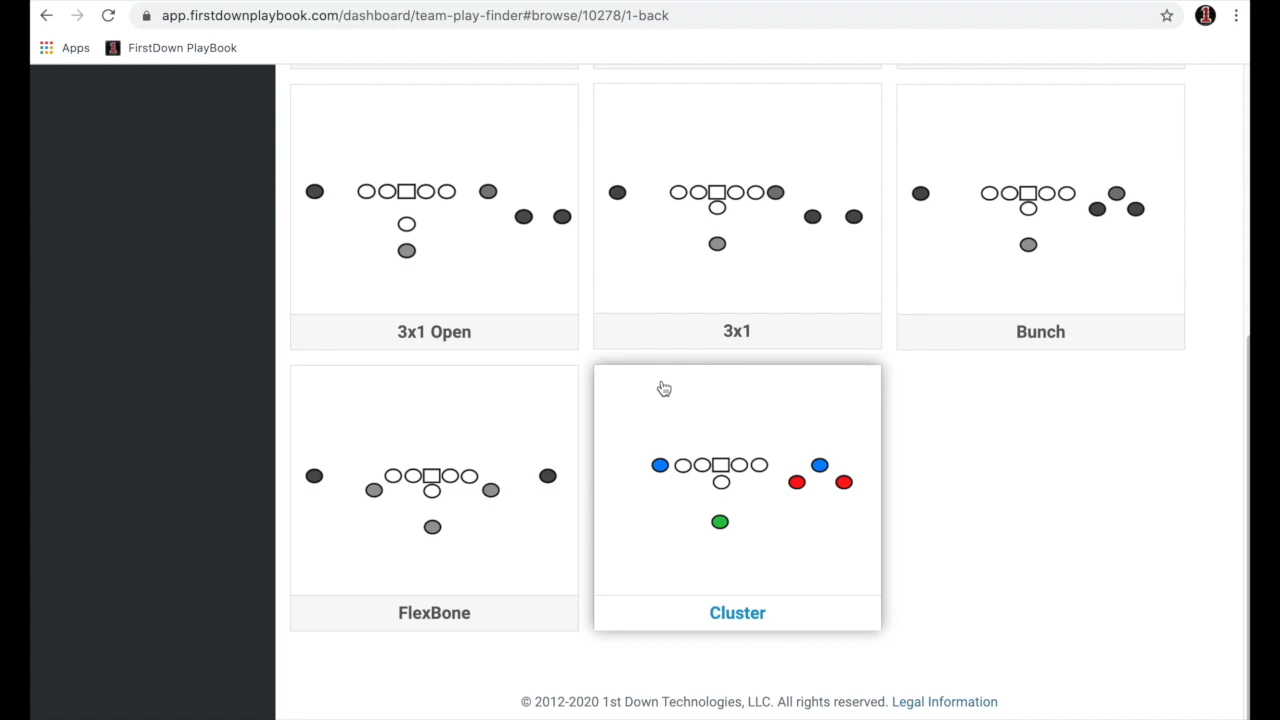 app.firstdownplaybook.com/dashboard/team-play-finder#browse/10278/1-back
Apps
FirstDown PlayBook
3x1 Open
3x1
Bunch
FlexBone
Cluster
© 2012-2020 1st Down Technologies, LLC. All rights reserved. Legal Information